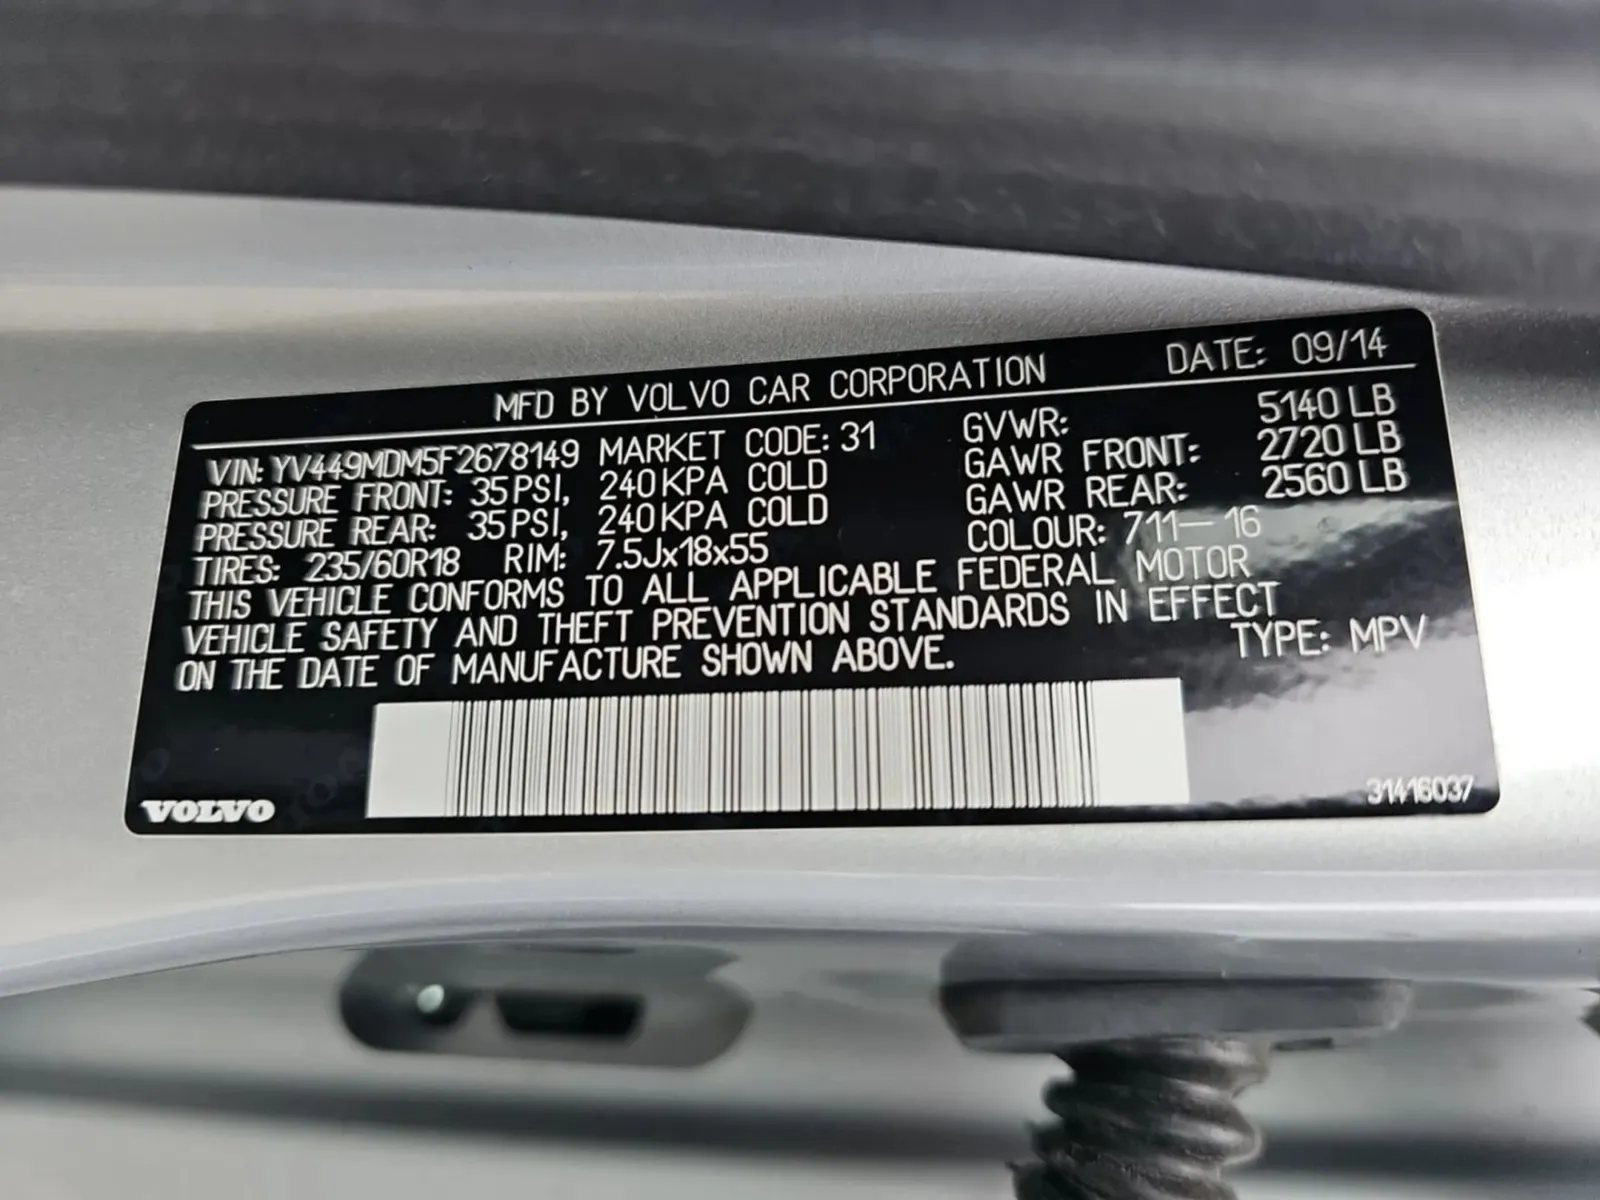 MFD BY VOLVO CAR CORPORATION DATE: 09/14
VIN: YV449MDM5F2678149 MARKET CODE: 31 GVWR: 5140 LB
PRESSURE FRONT: 35 PSI, 240 KPA COLD GAWR FRONT: 2720 LB
PRESSURE REAR: 35 PSI, 240 KPA COLD GAWR REAR: 2560 LB
TIRES: 235/60R18 RIM: 7.5Jx18x55 COLOUR: 711-16
THIS VEHICLE CONFORMS TO ALL APPLICABLE FEDERAL MOTOR
VEHICLE SAFETY AND THEFT PREVENTION STANDARDS IN EFFECT
ON THE DATE OF MANUFACTURE SHOWN ABOVE. TYPE: MPV
VOLVO 31416037